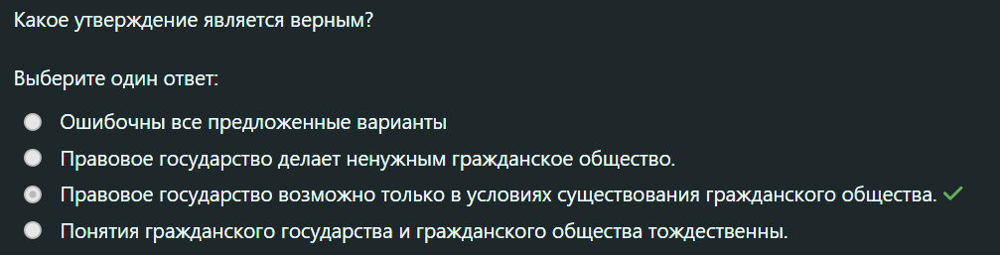 Какое утверждение является верным?
Выберите один ответ:
Ошибочны все предложенные варианты
Правовое государство делает ненужным гражданское общество.
Правовое государство возможно только в условиях существования гражданского общества.
Понятия гражданского государства и гражданского общества тождественны.